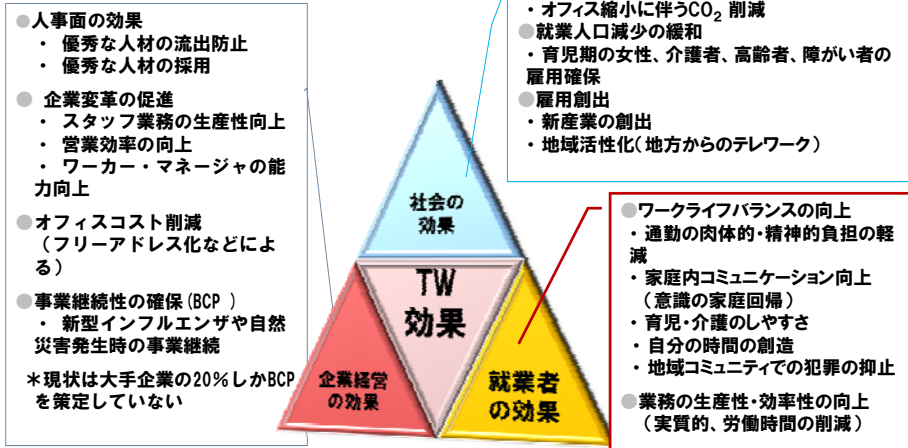 ●人事面の効果
・ 優秀な人材の流出防止
・ 優秀な人材の採用
● 企業変革の促進
・ スタッフ業務の生産性向上
・ 営業効率の向上
・ ワーカー・マネージャの能
力向上
●オフィスコスト削減
（フリーアドレス化などによ
る）
●事業継続性の確保(BCP )
・ 新型インフルエンザや自然
災害発生時の事業継続
＊現状は大手企業の20%しかBCP
を策定していない
・オフィス縮小に伴うCO₂ 削減
●就業人口減少の緩和
・育児期の女性、介護者、高齢者、障がい者の
雇用確保
●雇用創出
・新産業の創出
・地域活性化(地方からのテレワーク)
社会の
効果
TW
効果
企業経営
の効果
就業者
の効果
●ワークライフバランスの向上
・通勤の肉体的・精神的負担の軽
減
・家庭内コミュニケーション向上
（意識の家庭回帰）
・育児・介護のしやすさ
・自分の時間の創造
・地域コミュニティでの犯罪の抑止
●業務の生産性・効率性の向上
（実質的、労働時間の削減）